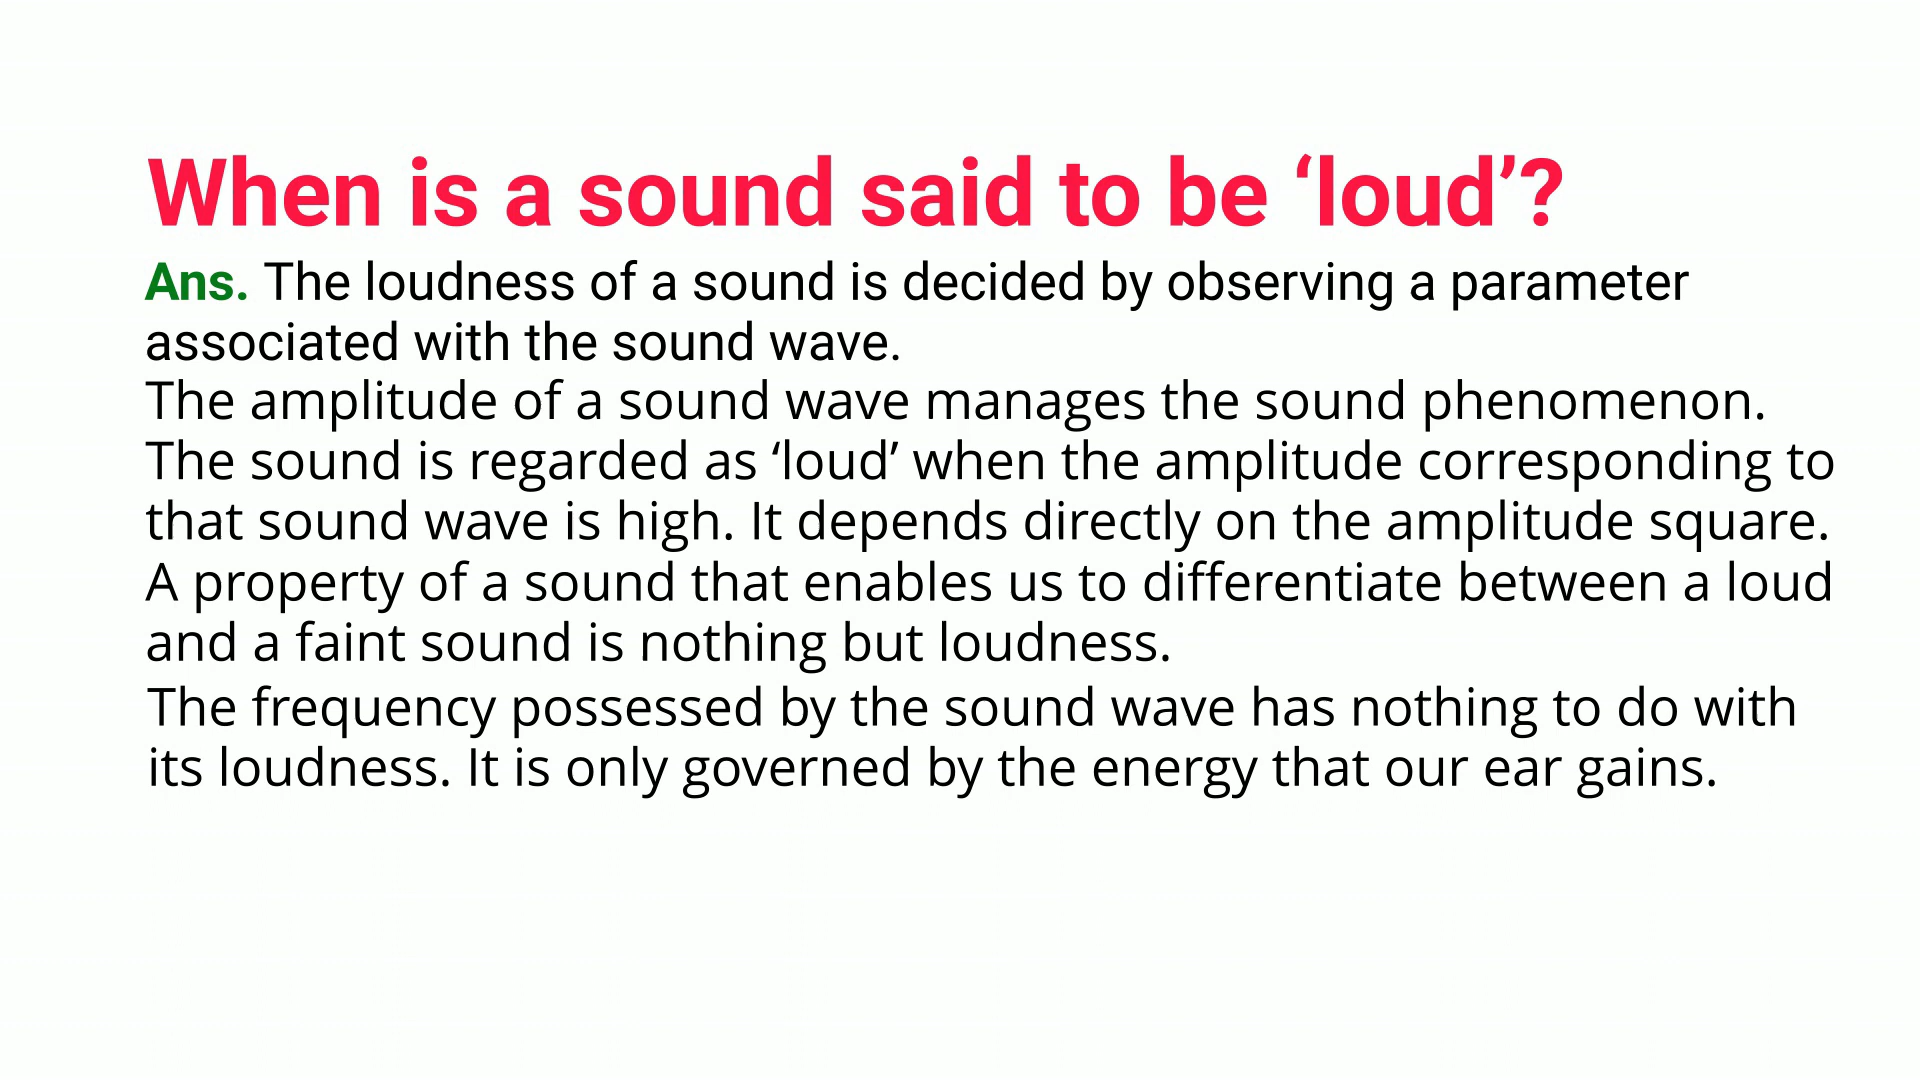 When is a sound said to be ‘loud’?
Ans. The loudness of a sound is decided by observing a parameter
associated with the sound wave.
The amplitude of a sound wave manages the sound phenomenon.
The sound is regarded as ‘loud’ when the amplitude corresponding to
that sound wave is high. It depends directly on the amplitude square.
A property of a sound that enables us to differentiate between a loud
and a faint sound is nothing but loudness.
The frequency possessed by the sound wave has nothing to do with
its loudness. It is only governed by the energy that our ear gains.